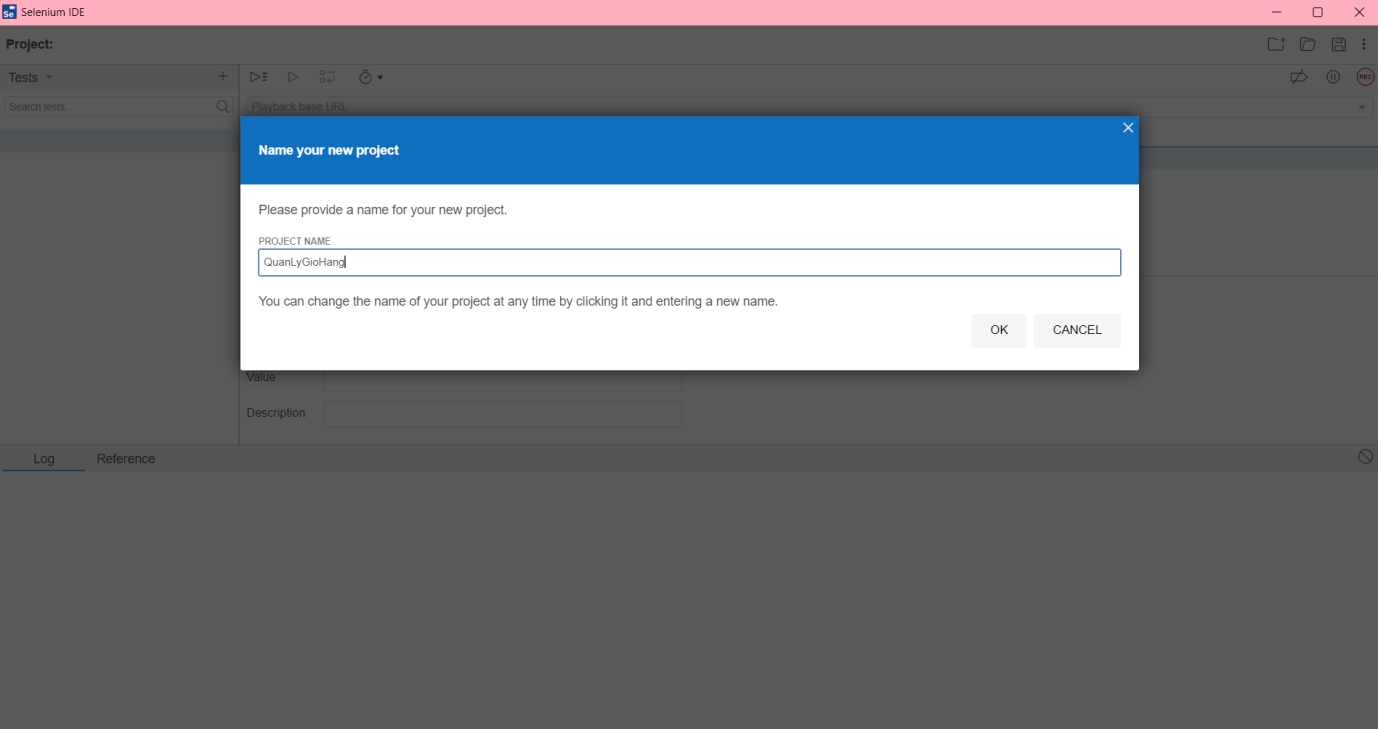 Se Selenium IDE
Project:
Tests
Search tests...
Playback base URL
REC
Name your new project
Please provide a name for your new project.
PROJECT NAME
QuanLyGioHang
You can change the name of your project at any time by clicking it and entering a new name.
OK CANCEL
Value
Description
Log Reference